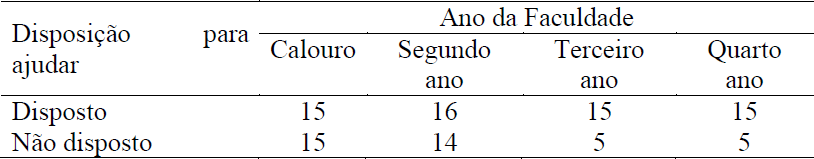 Disposição para ajudar Ano da Faculdade
Calouro Segundo ano Terceiro ano Quarto ano
Disposto 15 16 15 15
Não disposto 15 14 5 5